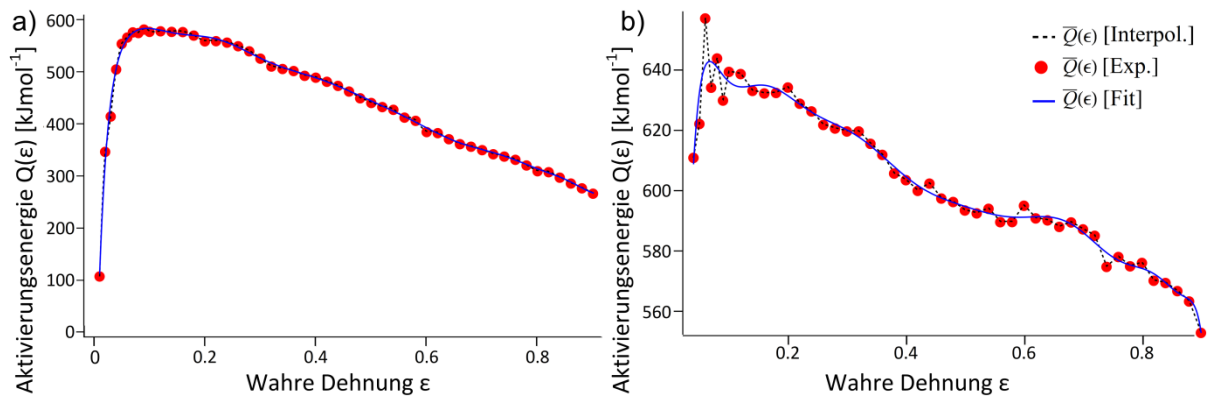 a)
Aktivierungsenergie Q(ε) [kJmol⁻¹]
600
500
400
300
200
100
0
0
0.2
0.4
0.6
0.8
Wahre Dehnung ε
b)
Aktivierungsenergie Q(ε) [kJmol⁻¹]
640
620
600
580
560
0.2
0.4
0.6
0.8
Wahre Dehnung ε
Q̅(ϵ) [Interpol.]
Q̅(ϵ) [Exp.]
Q̅(ϵ) [Fit]